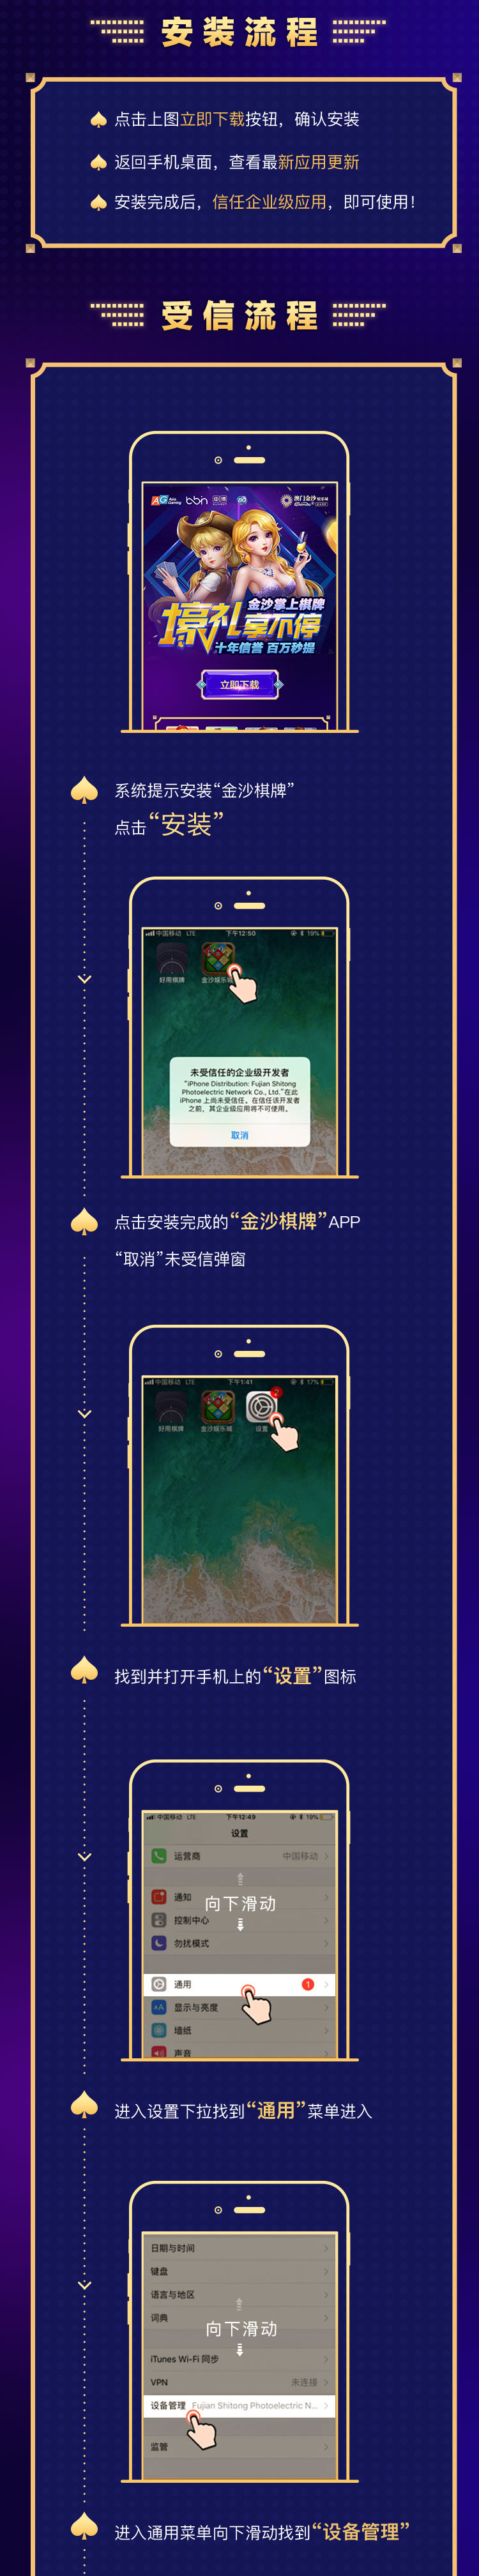 安装流程
点击上图立即下载按钮，确认安装
返回手机桌面，查看最新应用更新
安装完成后，信任企业级应用，即可使用！
受信流程
AG Asia Gaming bbin
澳门金沙
金沙掌上棋牌
壕礼享不停
十年信誉 百万秒提
立即下载
系统提示安装“金沙棋牌”
点击“安装”
中国移动 LTE 下午12:50 19%
好用棋牌 金沙娱乐城
未受信任的企业级开发者
“iPhone Distribution: Fujian Shitong
Photoelectric Network Co., Ltd.”在此
iPhone 上尚未受信任。在信任该开发者
之前，其企业级应用将不可使用。
取消
点击安装完成的“金沙棋牌”APP
“取消”未受信弹窗
中国移动 LTE 下午1:41 17%
2
好用棋牌 金沙娱乐城 设置
找到并打开手机上的“设置”图标
中国移动 LTE 下午12:49 19%
设置
运营商 中国移动
通知
向下滑动
控制中心
勿扰模式
通用 1
AA 显示与亮度
墙纸
声音
进入设置下拉找到“通用”菜单进入
日期与时间
键盘
语言与地区
词典
向下滑动
iTunes Wi-Fi 同步
VPN 未连接
设备管理 Fujian Shitong Photoelectric N...
监管
进入通用菜单向下滑动找到“设备管理”